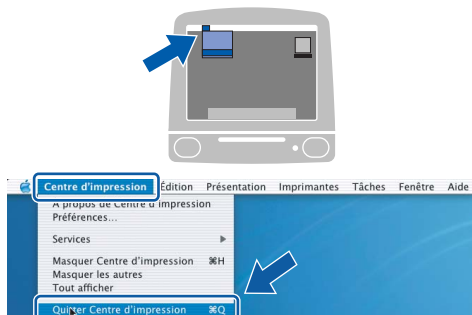 Centre d'impression Édition Présentation Imprimantes Tâches Fenêtre Aide
A propos de Centre d'impression
Préférences...
Services
Masquer Centre d'impression ⌘H
Masquer les autres
Tout afficher
Quitter Centre d'impression ⌘Q